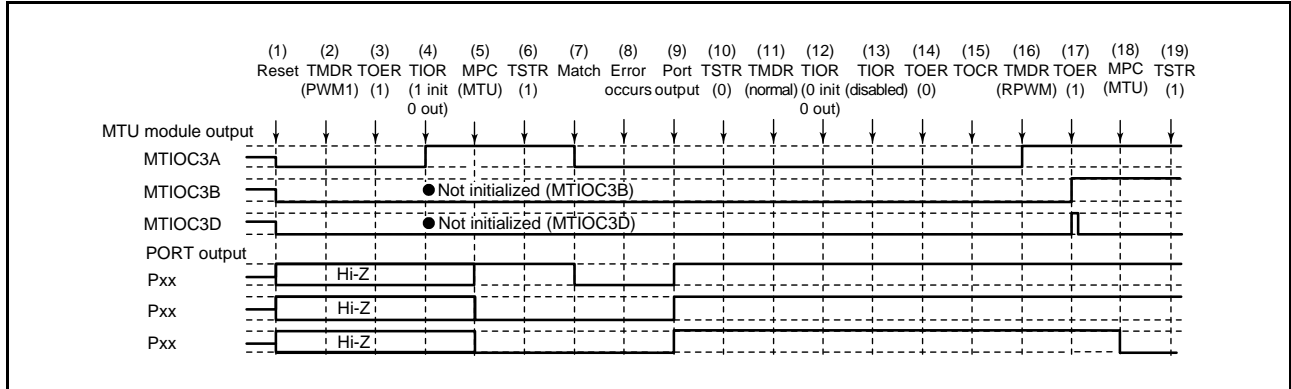 (1) (2) (3) (4) (5) (6) (7) (8) (9) (10) (11) (12) (13) (14) (15) (16) (17) (18) (19)
Reset TMDR TOER TIOR MPC TSTR Match Error Port TSTR TMDR TIOR TIOR TOER TOCR TMDR TOER MPC TSTR
(PWM1) (1) (1 init (MTU) (1) occurs output (0) (normal) (0 init (disabled) (0) (RPWM) (1) (MTU) (1)
0 out) 0 out)
MTU module output
MTIOC3A
MTIOC3B ●Not initialized (MTIOC3B)
MTIOC3D ●Not initialized (MTIOC3D)
PORT output
Pxx Hi-Z
Pxx Hi-Z
Pxx Hi-Z